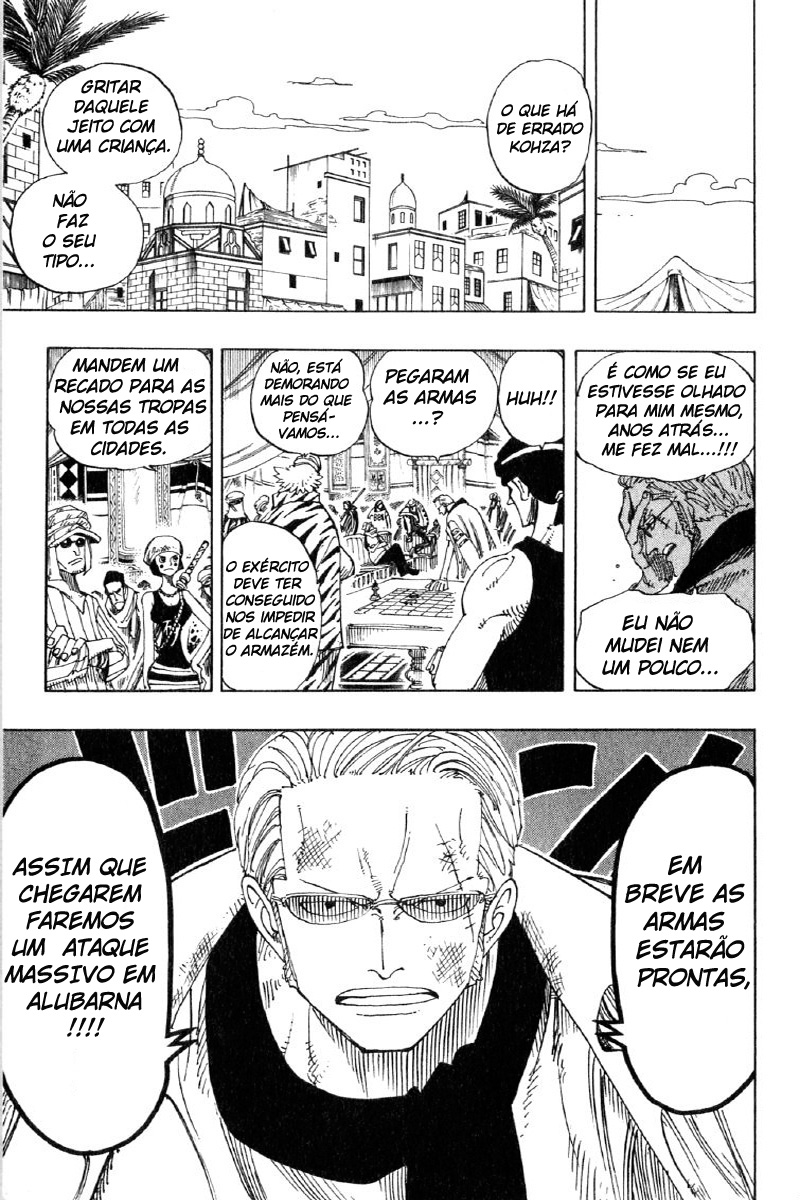 O QUE HÁ
DE ERRADO
KOHZA?
GRITAR
DAQUELE
JEITO COM
UMA CRIANÇA.
NÃO
FAZ
O SEU
TIPO...
É COMO SE EU
ESTIVESSE OLHADO
PARA MIM MESMO,
ANOS ATRÁS...
ME FEZ MAL...!!!
EU NÃO
MUDEI NEM
UM POUCO...
HUH!!
PEGARAM
AS ARMAS
...?
NÃO, ESTÁ
DEMORANDO
MAIS DO QUE
PENSÁ-
VAMOS...
O EXÉRCITO
DEVE TER
CONSEGUIDO
NOS IMPEDIR
DE ALCANÇAR
O ARMAZÉM.
MANDEM UM
RECADO PARA AS
NOSSAS TROPAS
EM TODAS AS
CIDADES.
EM
BREVE AS
ARMAS
ESTARÃO
PRONTAS,
ASSIM QUE
CHEGAREM
FAREMOS
UM ATAQUE
MASSIVO EM
ALUBARNA
!!!!